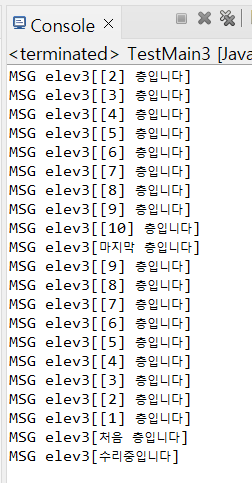 Console
<terminated> TestMain3 [Java
MSG elev3[[2] 층입니다]
MSG elev3[[3] 층입니다]
MSG elev3[[4] 층입니다]
MSG elev3[[5] 층입니다]
MSG elev3[[6] 층입니다]
MSG elev3[[7] 층입니다]
MSG elev3[[8] 층입니다]
MSG elev3[[9] 층입니다]
MSG elev3[[10] 층입니다]
MSG elev3[마지막 층입니다]
MSG elev3[[9] 층입니다]
MSG elev3[[8] 층입니다]
MSG elev3[[7] 층입니다]
MSG elev3[[6] 층입니다]
MSG elev3[[5] 층입니다]
MSG elev3[[4] 층입니다]
MSG elev3[[3] 층입니다]
MSG elev3[[2] 층입니다]
MSG elev3[[1] 층입니다]
MSG elev3[처음 층입니다]
MSG elev3[수리중입니다]